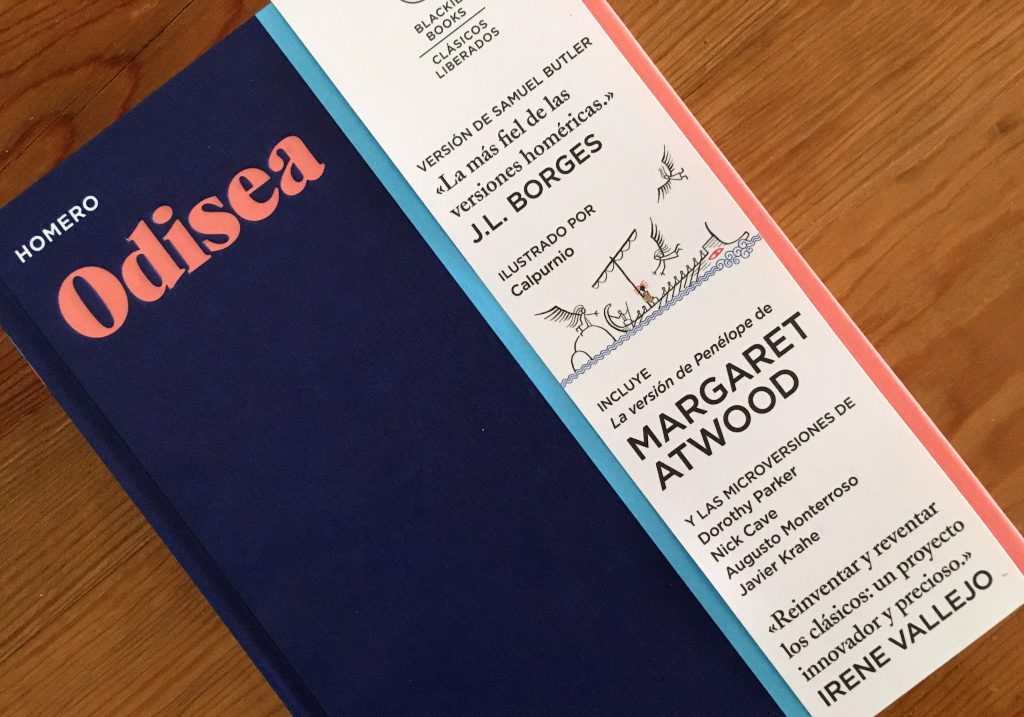 HOMERO
Odisea
BLACKIE
BOOKS
CLÁSICOS
LIBERADOS
VERSIÓN DE SAMUEL BUTLER
«La más fiel de las
versiones homéricas.»
J.L. BORGES
ILUSTRADO POR
Calpurnio
INCLUYE
La versión de Penélope de
MARGARET
ATWOOD
Y LAS MICROVERSIONES DE
Dorothy Parker
Nick Cave
Augusto Monterroso
Javier Krahe
«Reinventar y reventar
los clásicos: un proyecto
innovador y precioso.»
IRENE VALLEJO